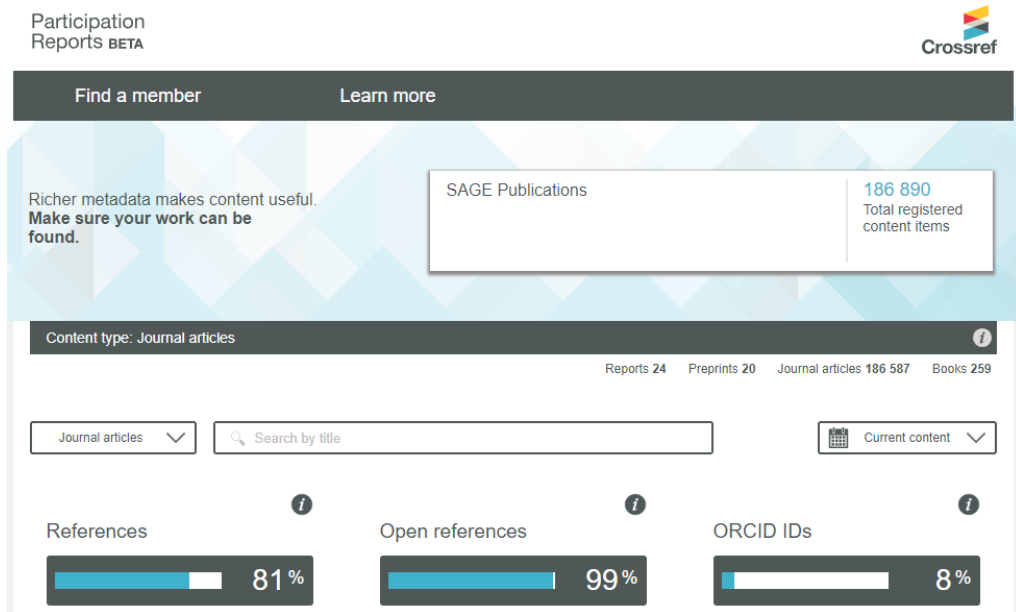 Participation
Reports BETA
Crossref
Find a member
Learn more
Richer metadata makes content useful.
Make sure your work can be
found.
SAGE Publications
186 890
Total registered
content items
Content type: Journal articles
i
Reports 24 Preprints 20 Journal articles 186 587 Books 259
Journal articles
Search by title
Current content
i
References
81%
i
Open references
99%
i
ORCID IDs
8%